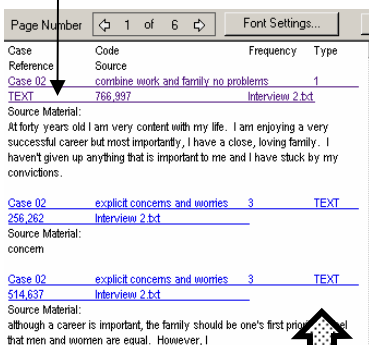 Page Number 1 of 6 Font Settings...
Case Code Frequency Type
Reference Source
Case 02 combine work and family no problems 1
TEXT 766,997 Interview 2.txt
Source Material:
At forty years old I am very content with my life. I am enjoying a very
successful career but most importantly, I have a close, loving family. I
haven't given up anything that is important to me and I have stuck by my
convictions.
Case 02 explicit concerns and worries 3 TEXT
256,262 Interview 2.txt
Source Material:
concern
Case 02 explicit concerns and worries 3 TEXT
514,637 Interview 2.txt
Source Material:
although a career is important, the family should be one's first
that men and women are equal. However, I